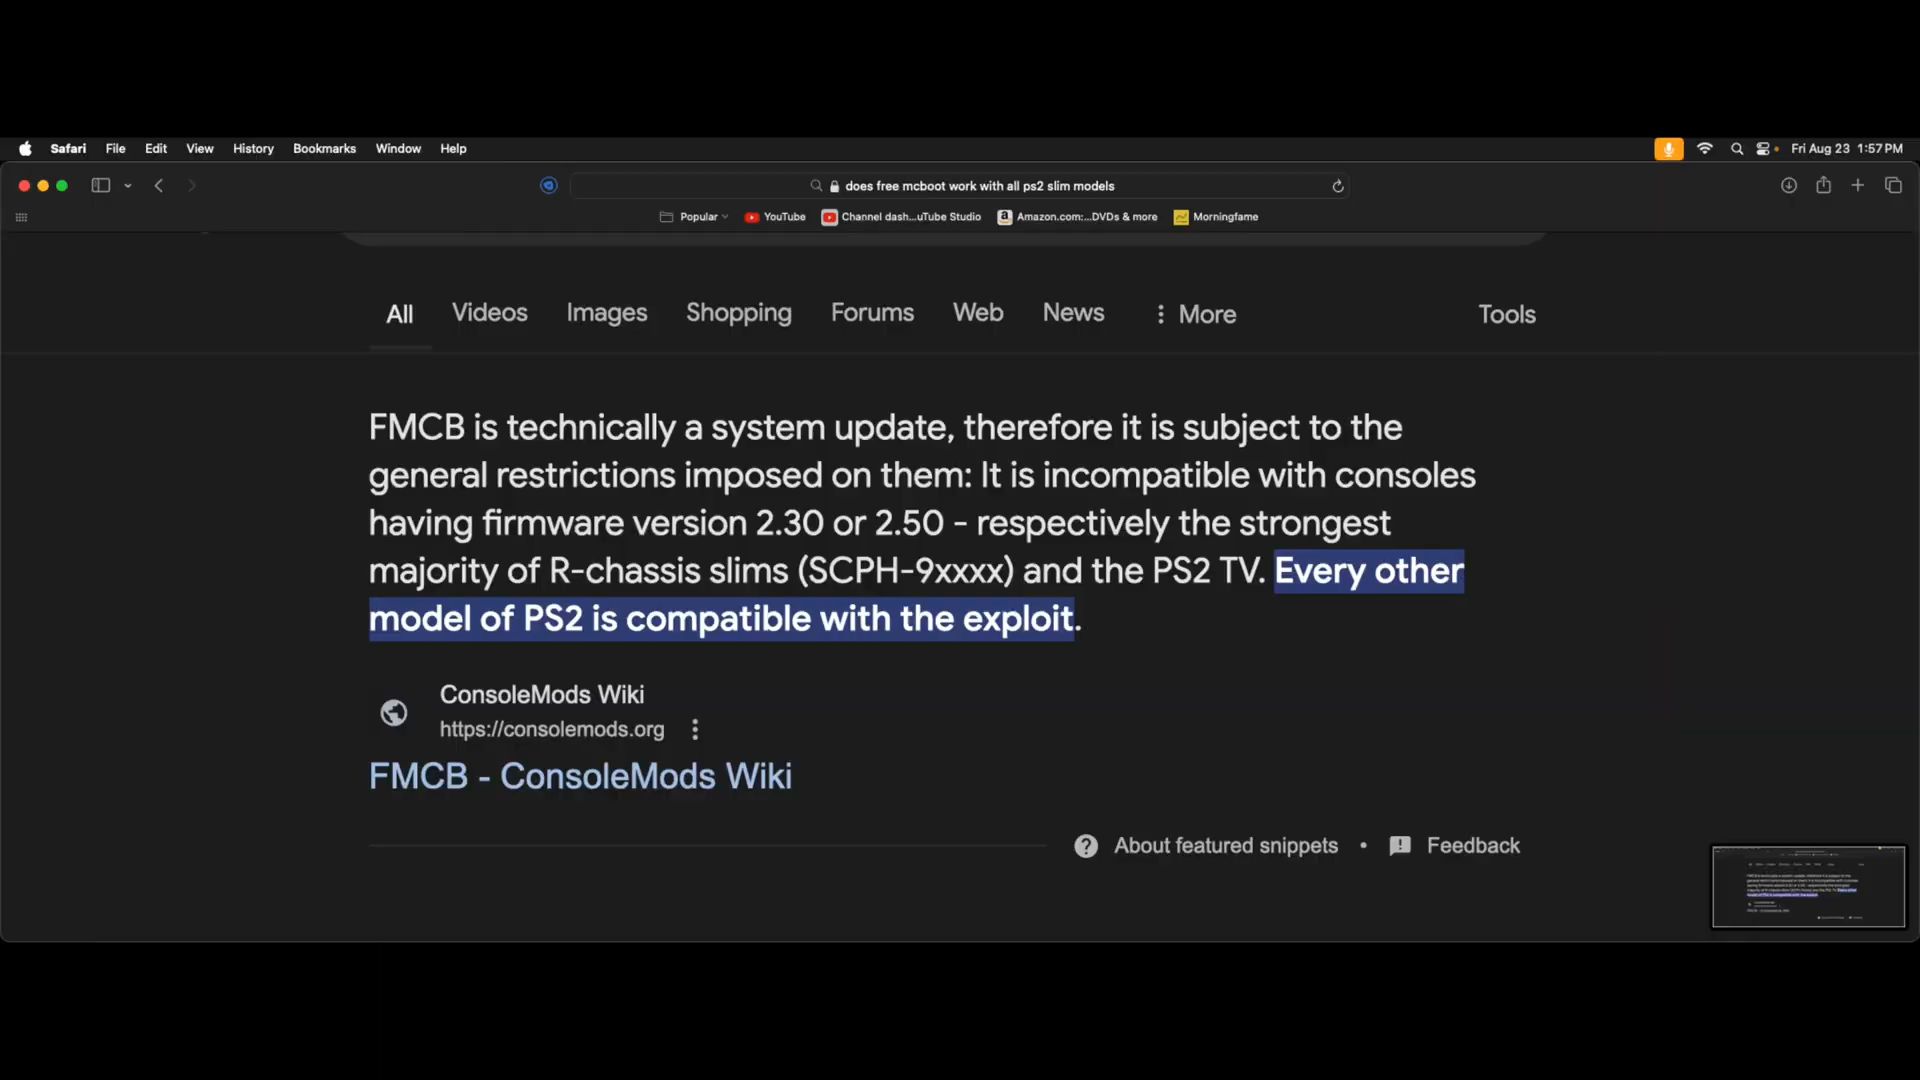 Safari File Edit View History Bookmarks Window Help Fri Aug 23 1:57 PM
does free mcboot work with all ps2 slim models
Popular YouTube Channel dash...uTube Studio Amazon.com:...DVDs & more Morningfame
All Videos Images Shopping Forums Web News More Tools
FMCB is technically a system update, therefore it is subject to the
general restrictions imposed on them: It is incompatible with consoles
having firmware version 2.30 or 2.50 - respectively the strongest
majority of R-chassis slims (SCPH-9xxxx) and the PS2 TV. Every other
model of PS2 is compatible with the exploit.
ConsoleMods Wiki
https://consolemods.org
FMCB - ConsoleMods Wiki
About featured snippets • Feedback